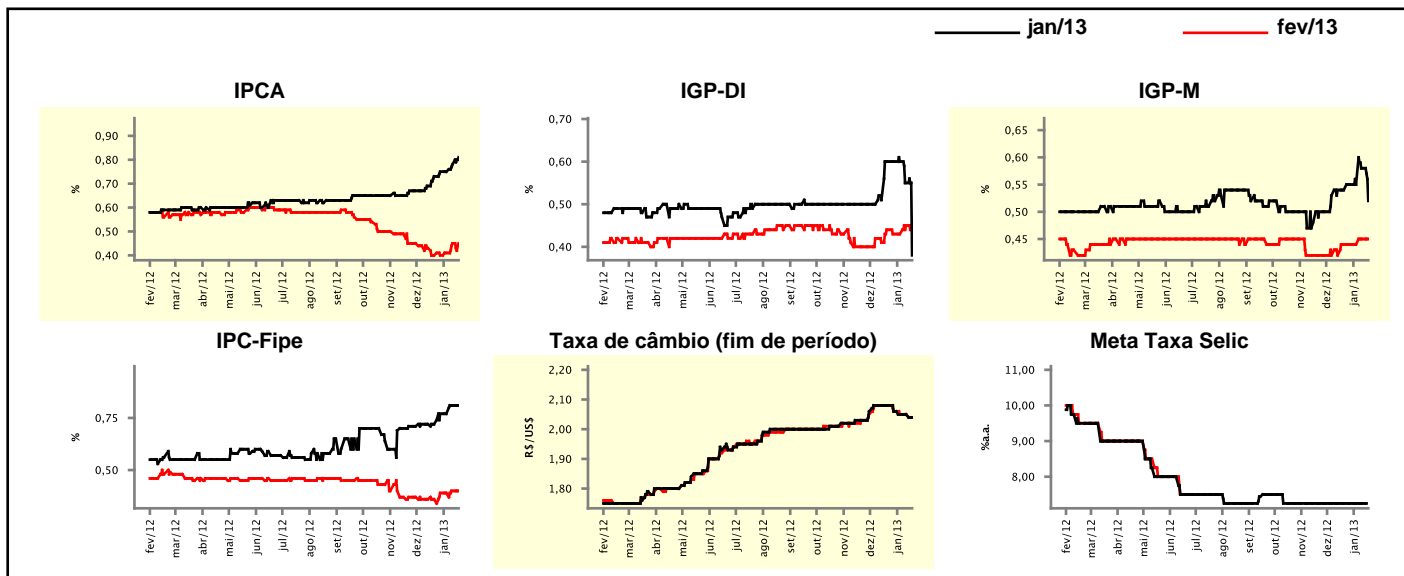 jan/13 fev/13
IPCA
%
0,90
0,80
0,70
0,60
0,50
0,40
fev/12 mar/12 abr/12 mai/12 jun/12 jul/12 ago/12 set/12 out/12 nov/12 dez/12 jan/13
IGP-DI
%
0,70
0,60
0,50
0,40
fev/12 mar/12 abr/12 mai/12 jun/12 jul/12 ago/12 set/12 out/12 nov/12 dez/12 jan/13
IGP-M
%
0,65
0,60
0,55
0,50
0,45
fev/12 mar/12 abr/12 mai/12 jun/12 jul/12 ago/12 set/12 out/12 nov/12 dez/12 jan/13
IPC-Fipe
%
0,75
0,50
fev/12 mar/12 abr/12 mai/12 jun/12 jul/12 ago/12 set/12 out/12 nov/12 dez/12 jan/13
Taxa de câmbio (fim de período)
R$/US$
2,20
2,10
2,00
1,90
1,80
fev/12 mar/12 abr/12 mai/12 jun/12 jul/12 ago/12 set/12 out/12 nov/12 dez/12 jan/13
Meta Taxa Selic
%a.a.
11,00
10,00
9,00
8,00
fev/12 mar/12 abr/12 mai/12 jun/12 jul/12 ago/12 set/12 out/12 nov/12 dez/12 jan/13